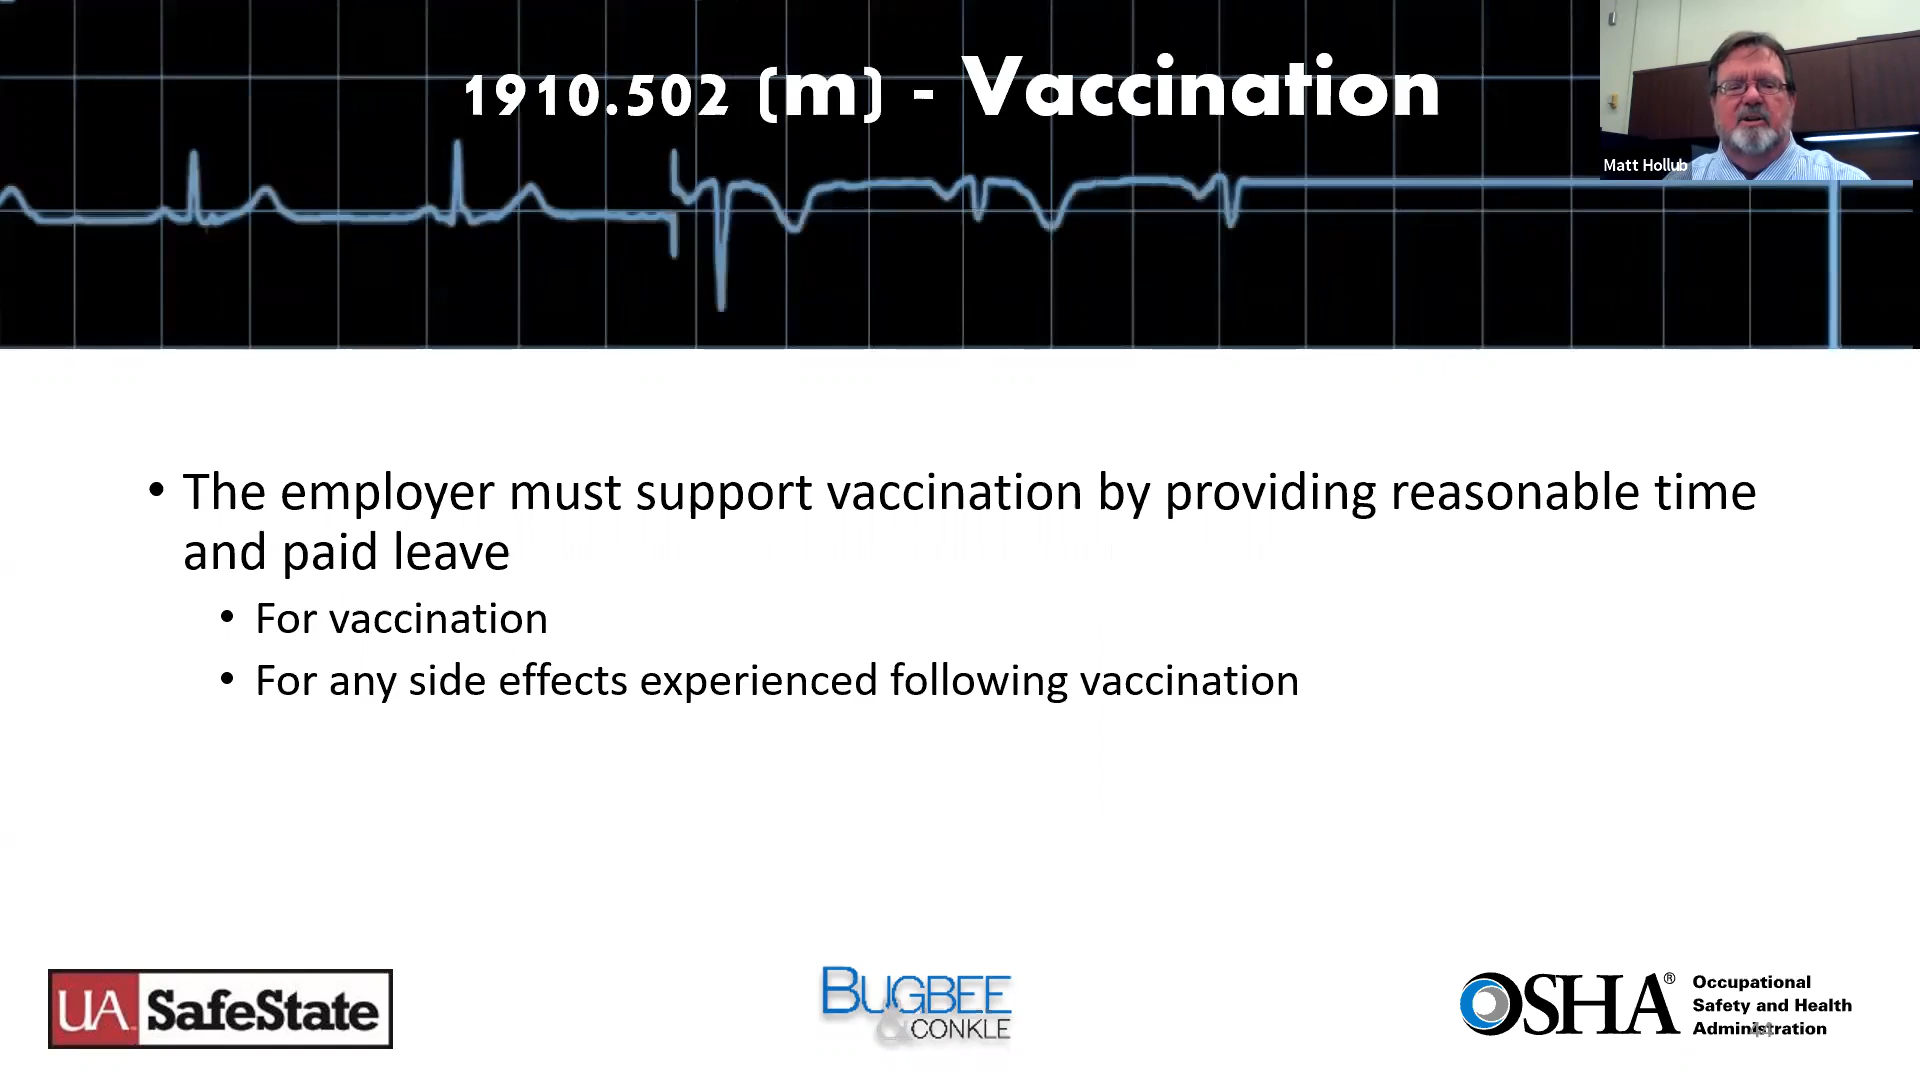 1910.502 (m) - Vaccination
Matt Hollub
• The employer must support vaccination by providing reasonable time
and paid leave
• For vaccination
• For any side effects experienced following vaccination
UA SafeState
BUGBEE
& CONKLE
OSHA®
Occupational
Safety and Health
Administration
44